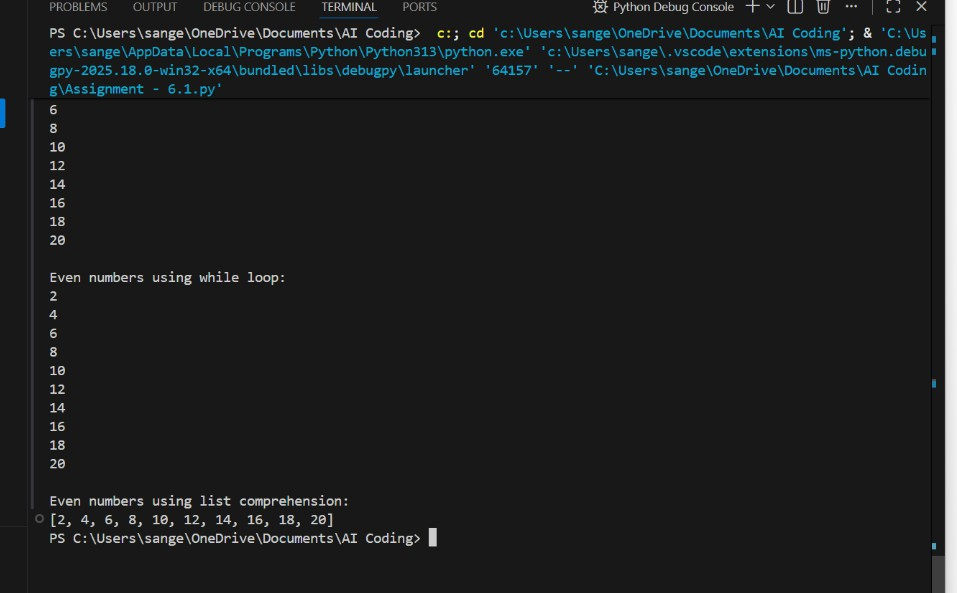 PROBLEMS OUTPUT DEBUG CONSOLE TERMINAL PORTS Python Debug Console
PS C:\Users\sange\OneDrive\Documents\AI Coding>  c:; cd 'c:\Users\sange\OneDrive\Documents\AI Coding'; & 'C:\Us
ers\sange\AppData\Local\Programs\Python\Python313\python.exe' 'c:\Users\sange\.vscode\extensions\ms-python.debu
gpy-2025.18.0-win32-x64\bundled\libs\debugpy\launcher' '64157' '--' 'C:\Users\sange\OneDrive\Documents\AI Codin
g\Assignment - 6.1.py'
6
8
10
12
14
16
18
20
Even numbers using while loop:
2
4
6
8
10
12
14
16
18
20
Even numbers using list comprehension:
[2, 4, 6, 8, 10, 12, 14, 16, 18, 20]
PS C:\Users\sange\OneDrive\Documents\AI Coding>